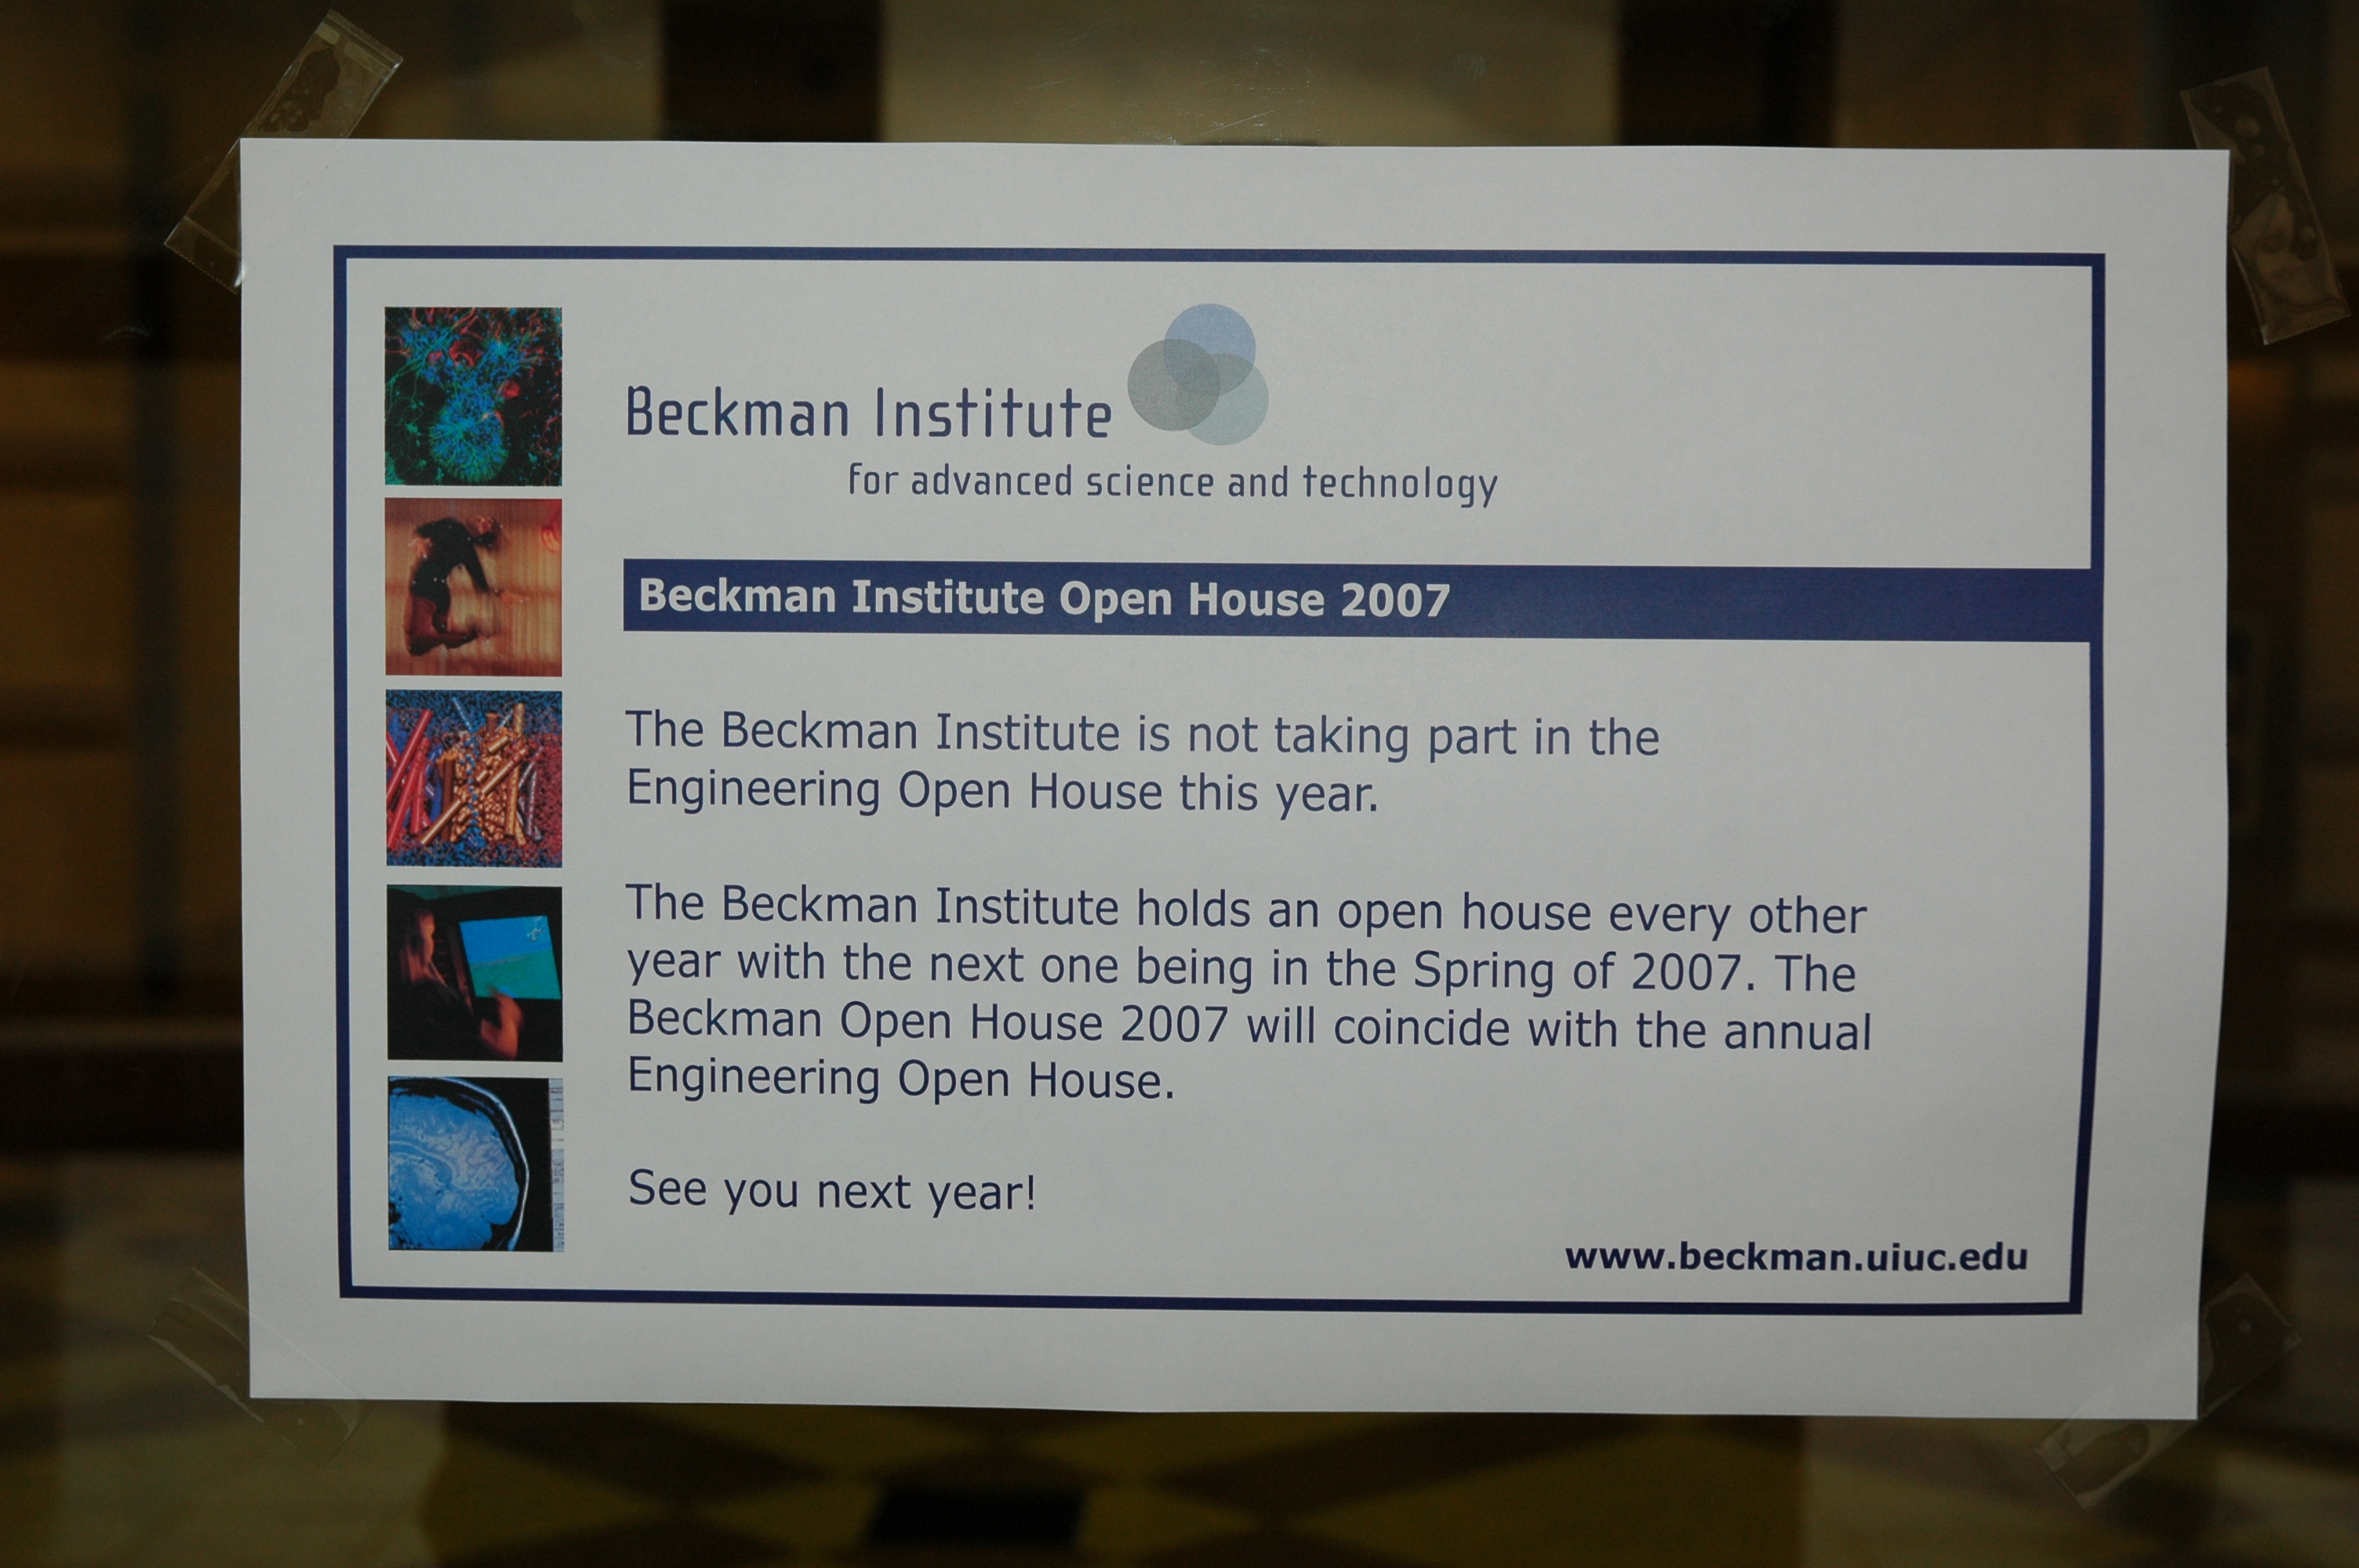 Beckman Institute
for advanced science and technology
Beckman Institute Open House 2007
The Beckman Institute is not taking part in the
Engineering Open House this year.
The Beckman Institute holds an open house every other
year with the next one being in the Spring of 2007. The
Beckman Open House 2007 will coincide with the annual
Engineering Open House.
See you next year!
www.beckman.uiuc.edu